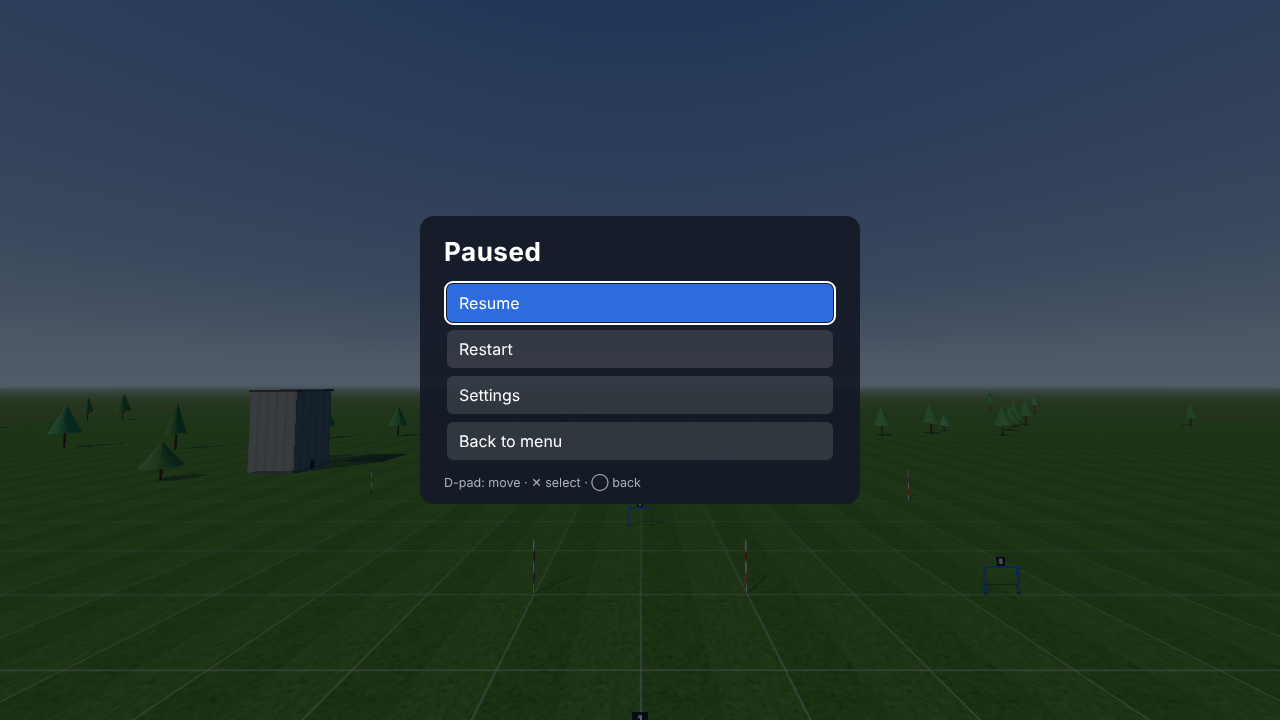 Paused
Resume
Restart
Settings
Back to menu
D-pad: move · ✕ select · ◯ back